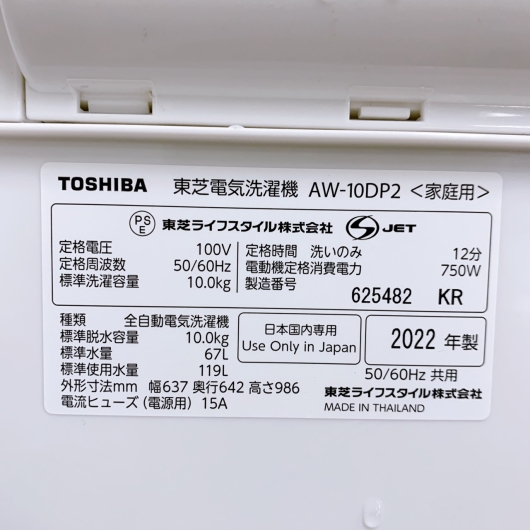 TOSHIBA 東芝電気洗濯機 AW-10DP2 <家庭用>
PSE 東芝ライフスタイル株式会社 S JET
定格電圧 100V
定格周波数 50/60Hz
標準洗濯容量 10.0kg
定格時間 洗いのみ 12分
電動機定格消費電力 750W
製造番号
625482 KR
種類 全自動電気洗濯機
標準脱水容量 10.0kg
標準水量 67L
標準使用水量 119L
外形寸法mm 幅637 奥行642 高さ986
電流ヒューズ(電源用) 15A
日本国内専用
Use Only in Japan
2022 年製
50/60Hz 共用
東芝ライフスタイル株式会社
MADE IN THAILAND